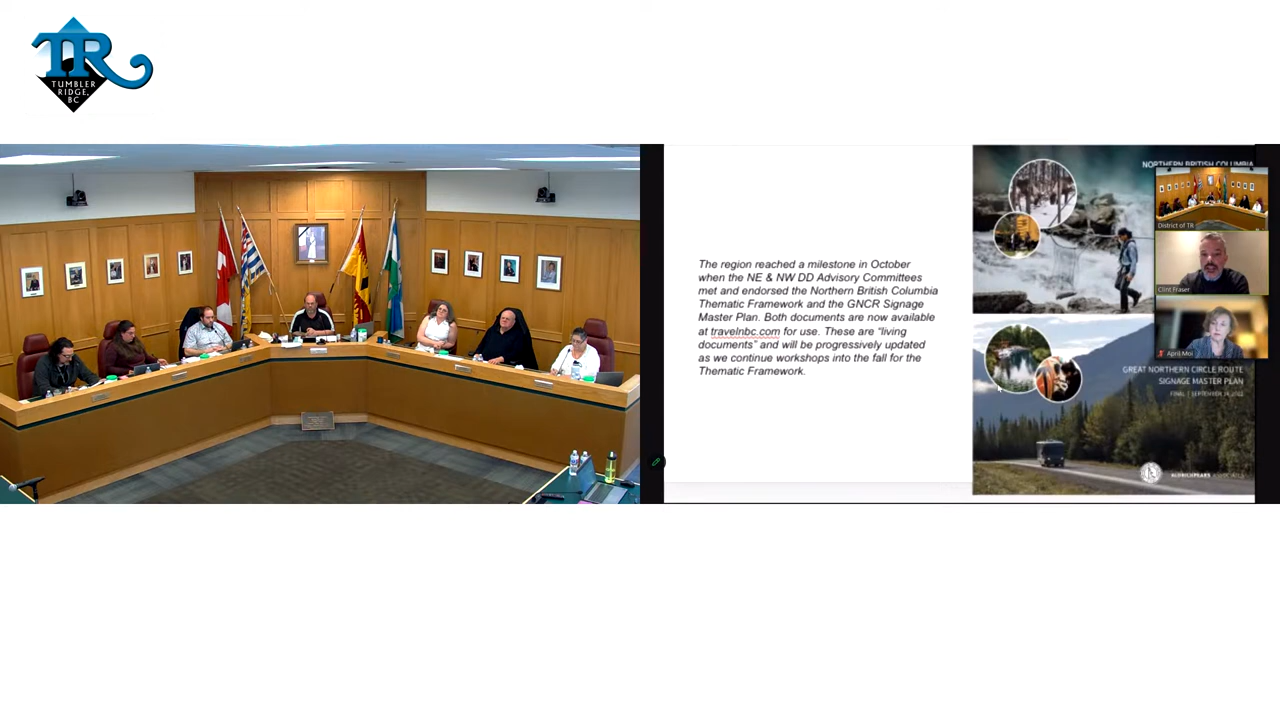 TR
TUMBLER
RIDGE,
BC
The region reached a milestone in October
when the NE & NW DD Advisory Committees
met and endorsed the Northern British Columbia
Thematic Framework and the GNCR Signage
Master Plan. Both documents are now available
at travelnbc.com for use. These are “living
documents” and will be progressively updated
as we continue workshops into the fall for the
Thematic Framework.
NORTHERN BRITISH COLUMBIA
District of TR
Clint Fraser
April Moi
GREAT NORTHERN CIRCLE ROUTE
SIGNAGE MASTER PLAN
FINAL | SEPTEMBER
ALDRICHPEARS